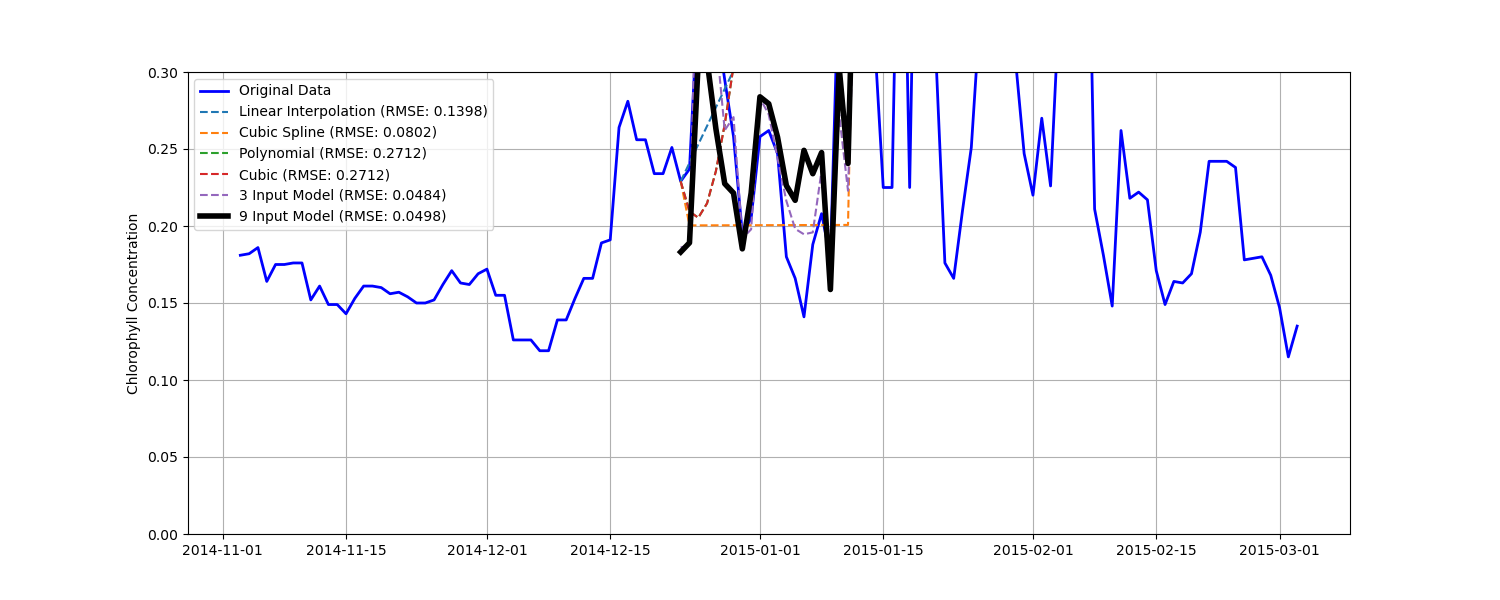 0.30
0.25
0.20
0.15
0.10
0.05
0.00
Chlorophyll Concentration
Original Data
Linear Interpolation (RMSE: 0.1398)
Cubic Spline (RMSE: 0.0802)
Polynomial (RMSE: 0.2712)
Cubic (RMSE: 0.2712)
3 Input Model (RMSE: 0.0484)
9 Input Model (RMSE: 0.0498)
2014-11-01 2014-11-15 2014-12-01 2014-12-15 2015-01-01 2015-01-15 2015-02-01 2015-02-15 2015-03-01